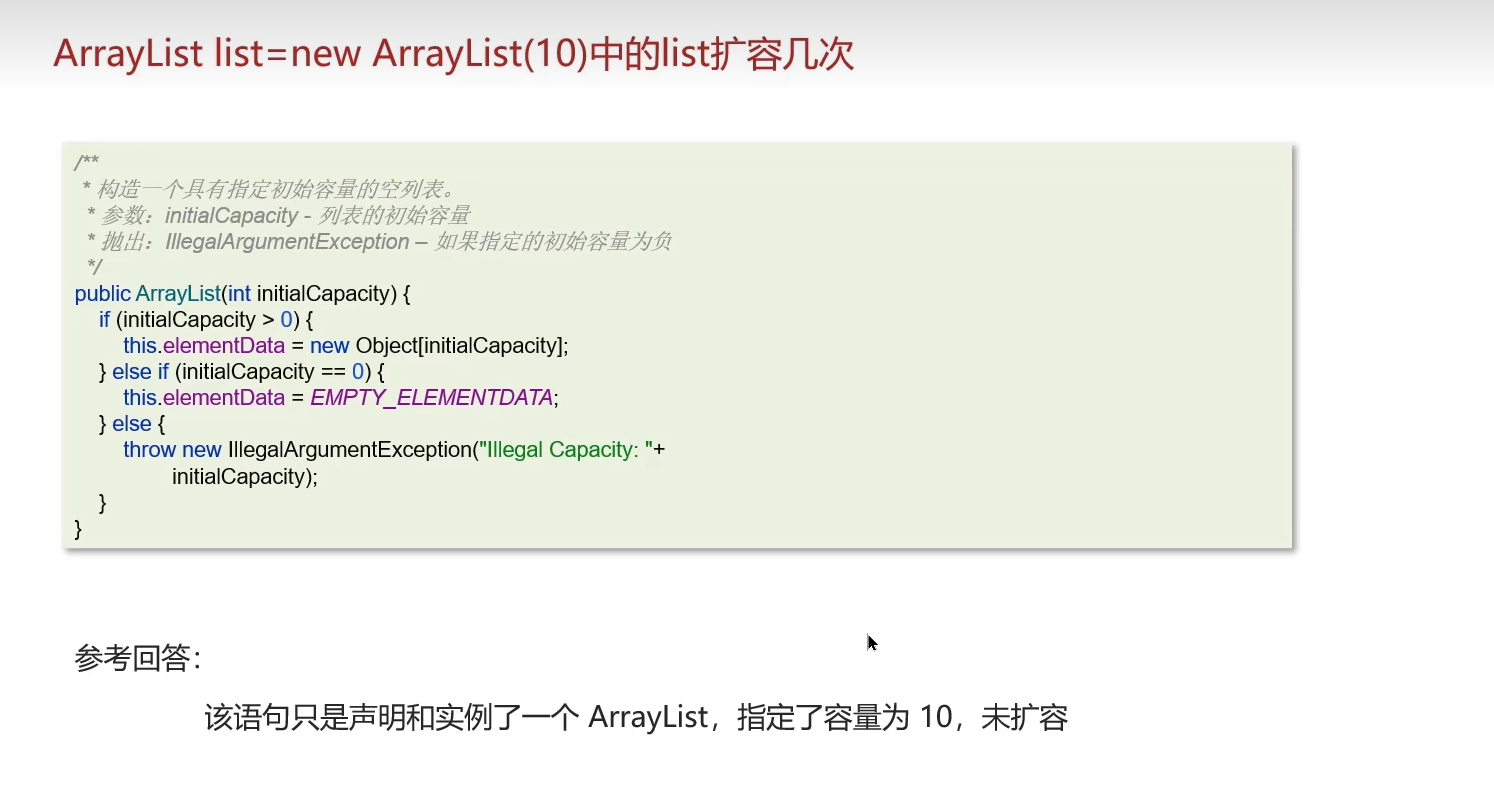 ArrayList list=new ArrayList(10)中的list扩容几次
/**
* 构造一个具有指定初始容量的空列表。
* 参数：initialCapacity - 列表的初始容量
* 抛出：IllegalArgumentException – 如果指定的初始容量为负
*/
public ArrayList(int initialCapacity) {
if (initialCapacity > 0) {
this.elementData = new Object[initialCapacity];
} else if (initialCapacity == 0) {
this.elementData = EMPTY_ELEMENTDATA;
} else {
throw new IllegalArgumentException("Illegal Capacity: "+
initialCapacity);
}
}
参考回答：
该语句只是声明和实例了一个 ArrayList，指定了容量为 10，未扩容